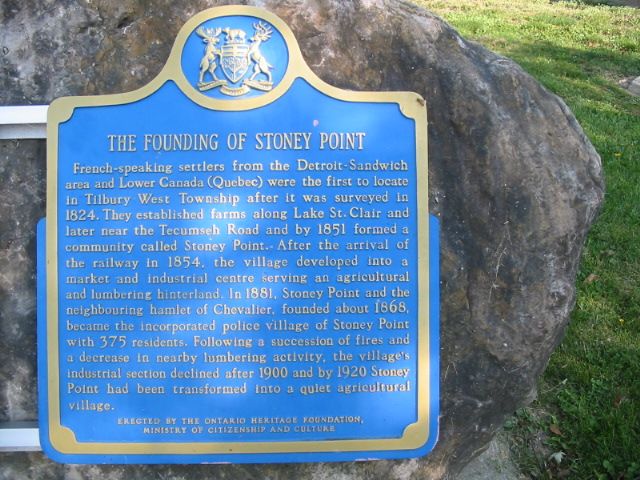 THE FOUNDING OF STONEY POINT
French-speaking settlers from the Detroit-Sandwich
area and Lower Canada (Quebec) were the first to locate
in Tilbury West Township after it was surveyed in
1824. They established farms along Lake St. Clair and
later near the Tecumseh Road and by 1851 formed a
community called Stoney Point. After the arrival of
the railway in 1854, the village developed into a
market and industrial centre serving an agricultural
and lumbering hinterland. In 1881, Stoney Point and the
neighbouring hamlet of Chevalier, founded about 1868,
became the incorporated police village of Stoney Point
with 375 residents. Following a succession of fires and
a decrease in nearby lumbering activity, the village's
industrial section declined after 1900 and by 1920 Stoney
Point had been transformed into a quiet agricultural
village.
ERECTED BY THE ONTARIO HERITAGE FOUNDATION,
MINISTRY OF CITIZENSHIP AND CULTURE